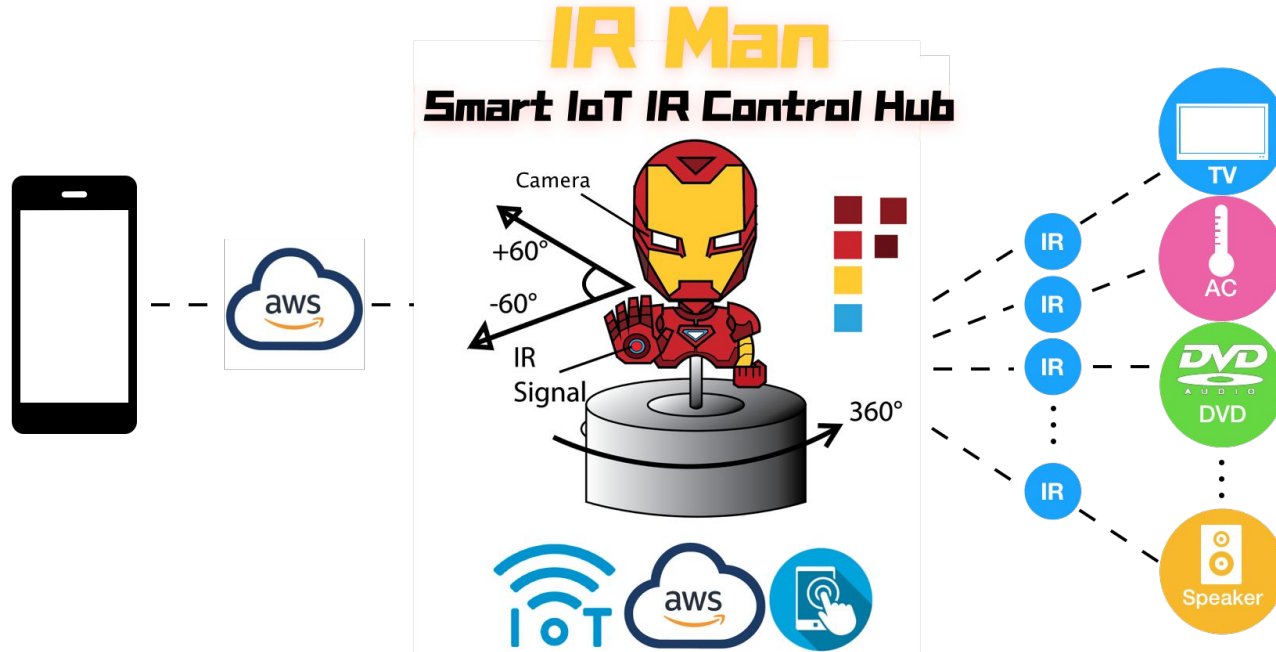 IR Man
Smart IoT IR Control Hub
Camera
+60°
-60°
IR
Signal
360°
aws
IoT
aws
IR
IR
IR
IR
TV
AC
DVD
AUDIO
DVD
Speaker